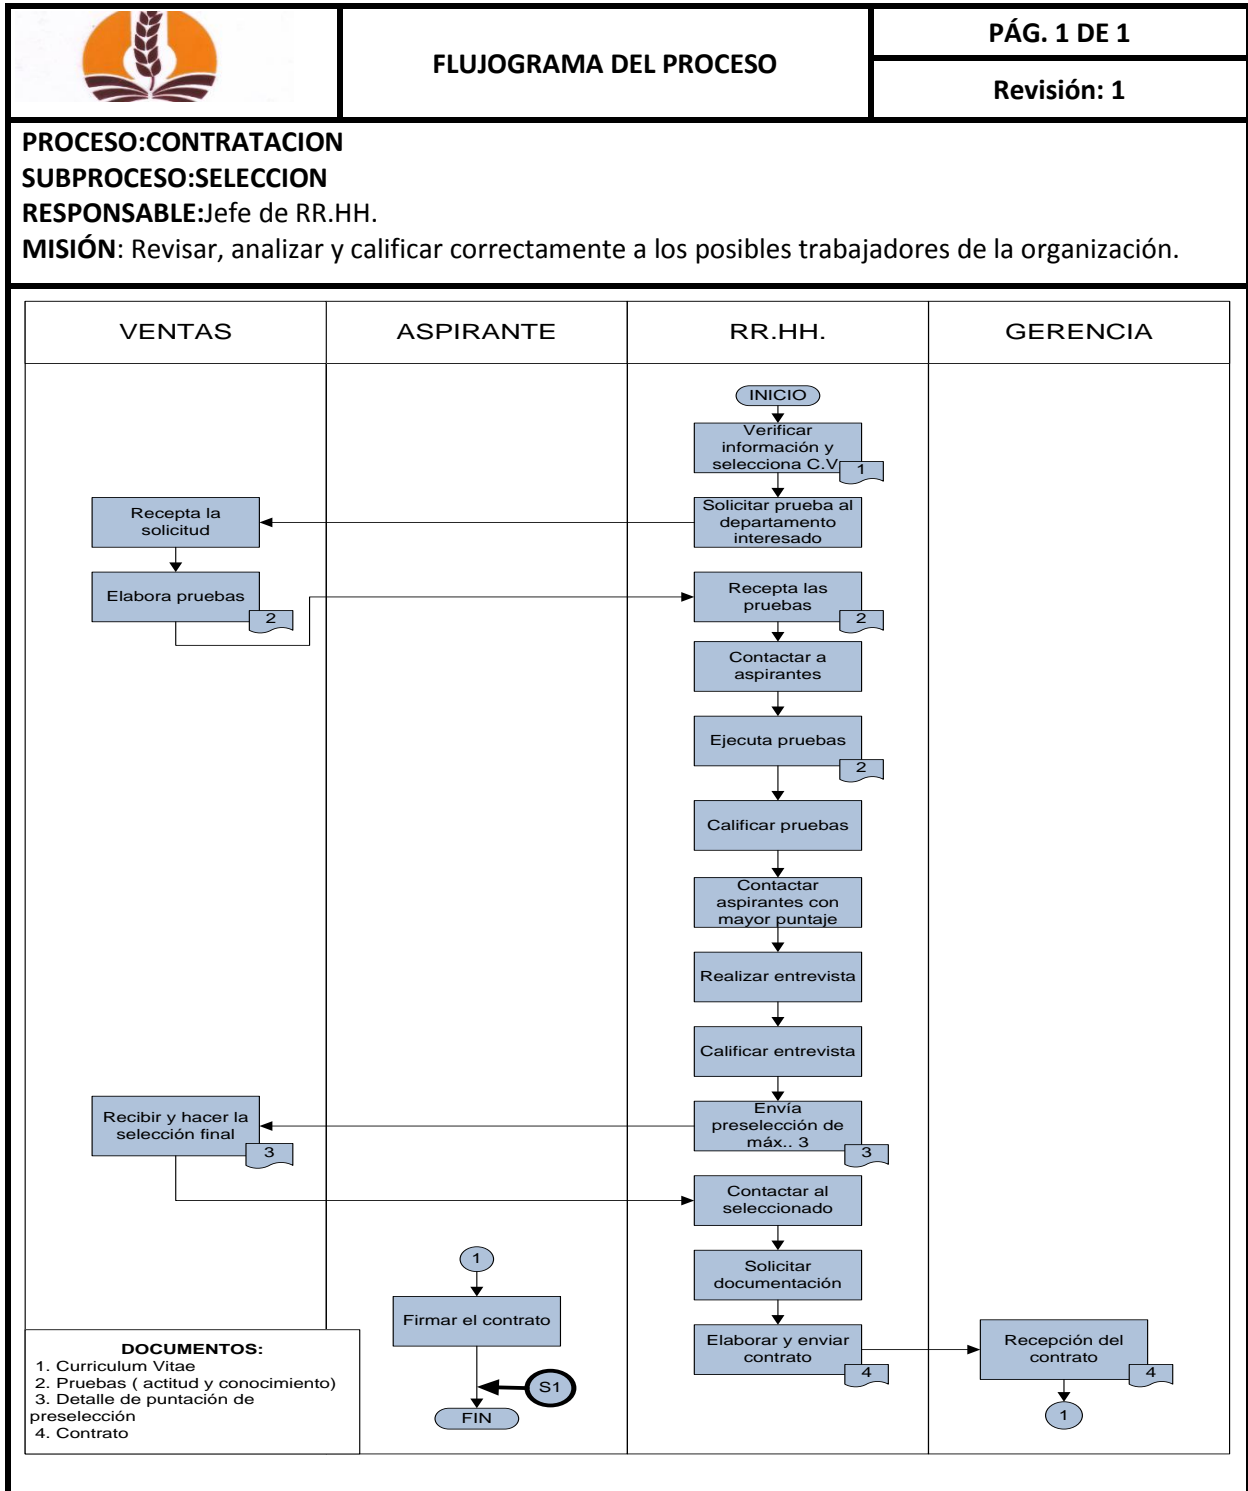 FLUJOGRAMA DEL PROCESO
PÁG. 1 DE 1
Revisión: 1
PROCESO:CONTRATACION
SUBPROCESO:SELECCION
RESPONSABLE:Jefe de RR.HH.
MISIÓN: Revisar, analizar y calificar correctamente a los posibles trabajadores de la organización.
VENTAS
ASPIRANTE
RR.HH.
GERENCIA
INICIO
Verificar
información y
selecciona C.V
1
Solicitar prueba al
departamento
interesado
Recepta la
solicitud
Elabora pruebas
2
Recepta las
pruebas
2
Contactar a
aspirantes
Ejecuta pruebas
2
Calificar pruebas
Contactar
aspirantes con
mayor puntaje
Realizar entrevista
Calificar entrevista
Envía
preselección de
máx.. 3
3
Recibir y hacer la
selección final
3
Contactar al
seleccionado
Solicitar
documentación
Elaborar y enviar
contrato
4
Recepción del
contrato
4
1
1
Firmar el contrato
S1
FIN
DOCUMENTOS:
1. Curriculum Vitae
2. Pruebas ( actitud y conocimiento)
3. Detalle de puntación de
preselección
4. Contrato